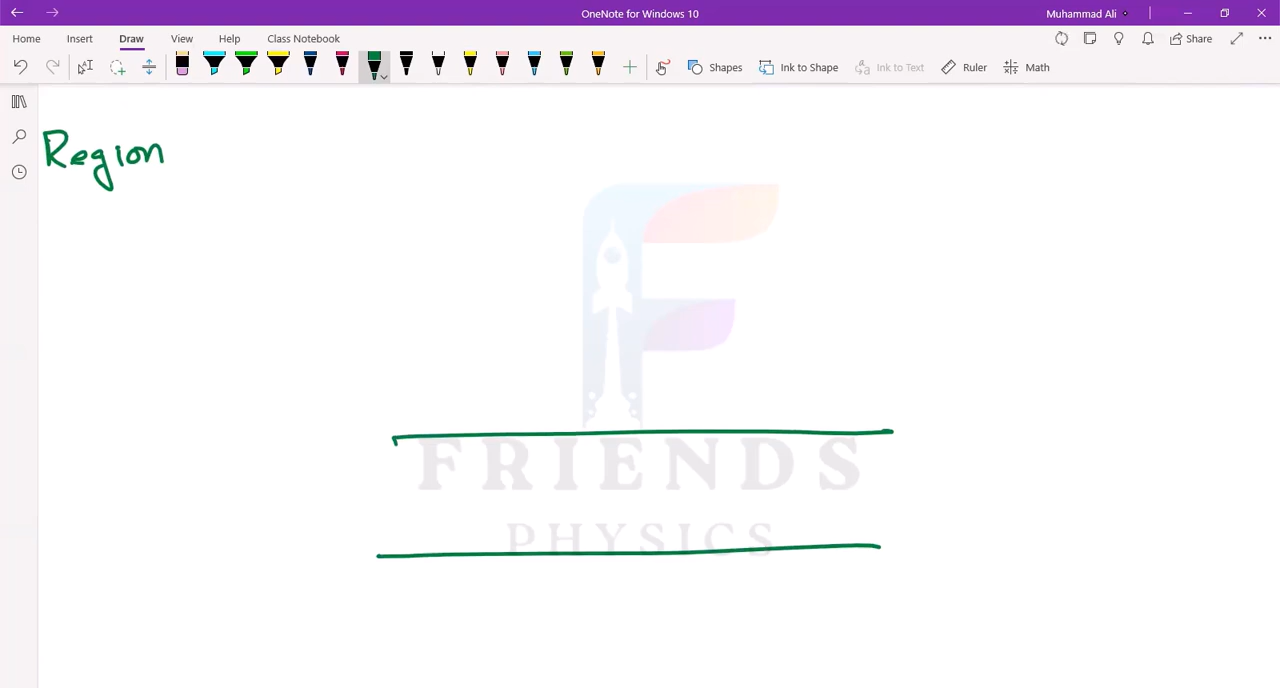 OneNote for Windows 10
Muhammad Ali
Home Insert Draw View Help Class Notebook
Share
Shapes Ink to Shape Ink to Text Ruler Math
Region
FRIENDS
PHYSICS